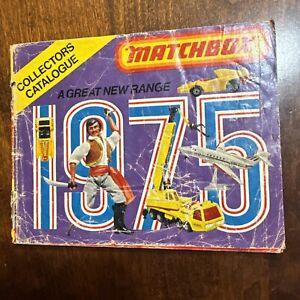 COLLECTORS
CATALOGUE
MATCHBOX
A GREAT NEW RANGE
1975